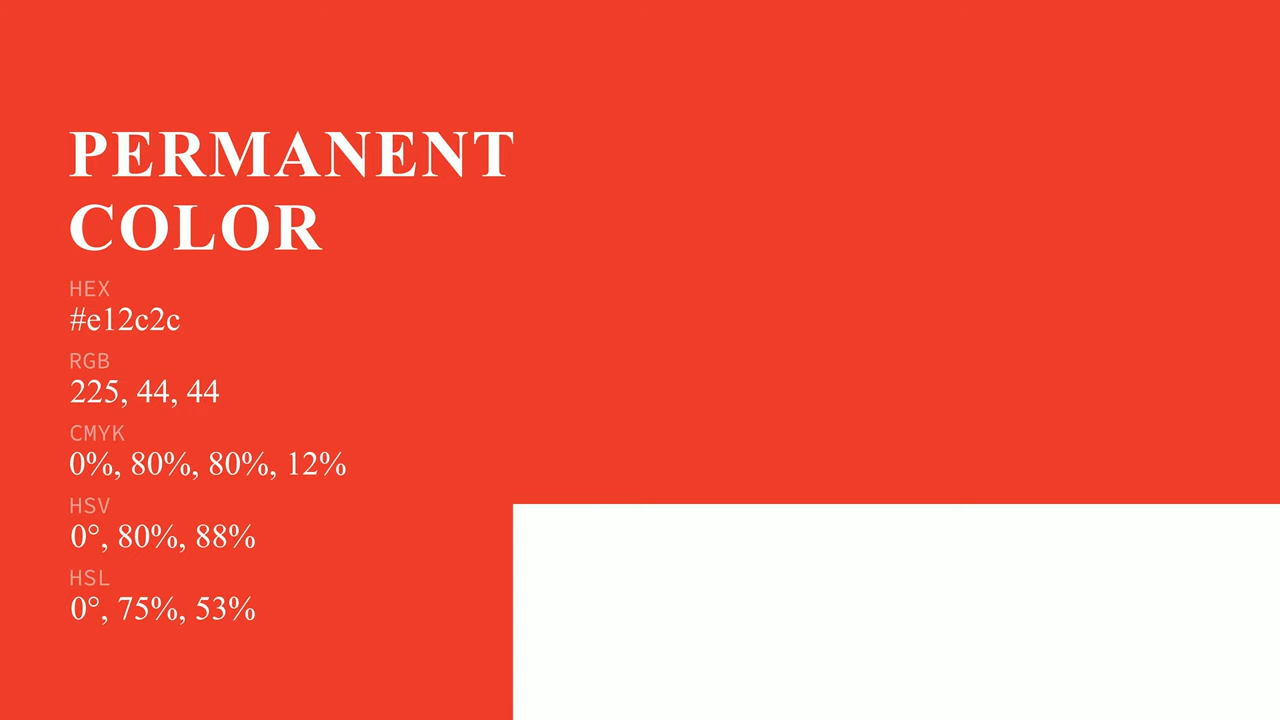 PERMANENT
COLOR
HEX
#e12c2c
RGB
225, 44, 44
CMYK
0%, 80%, 80%, 12%
HSV
0°, 80%, 88%
HSL
0°, 75%, 53%